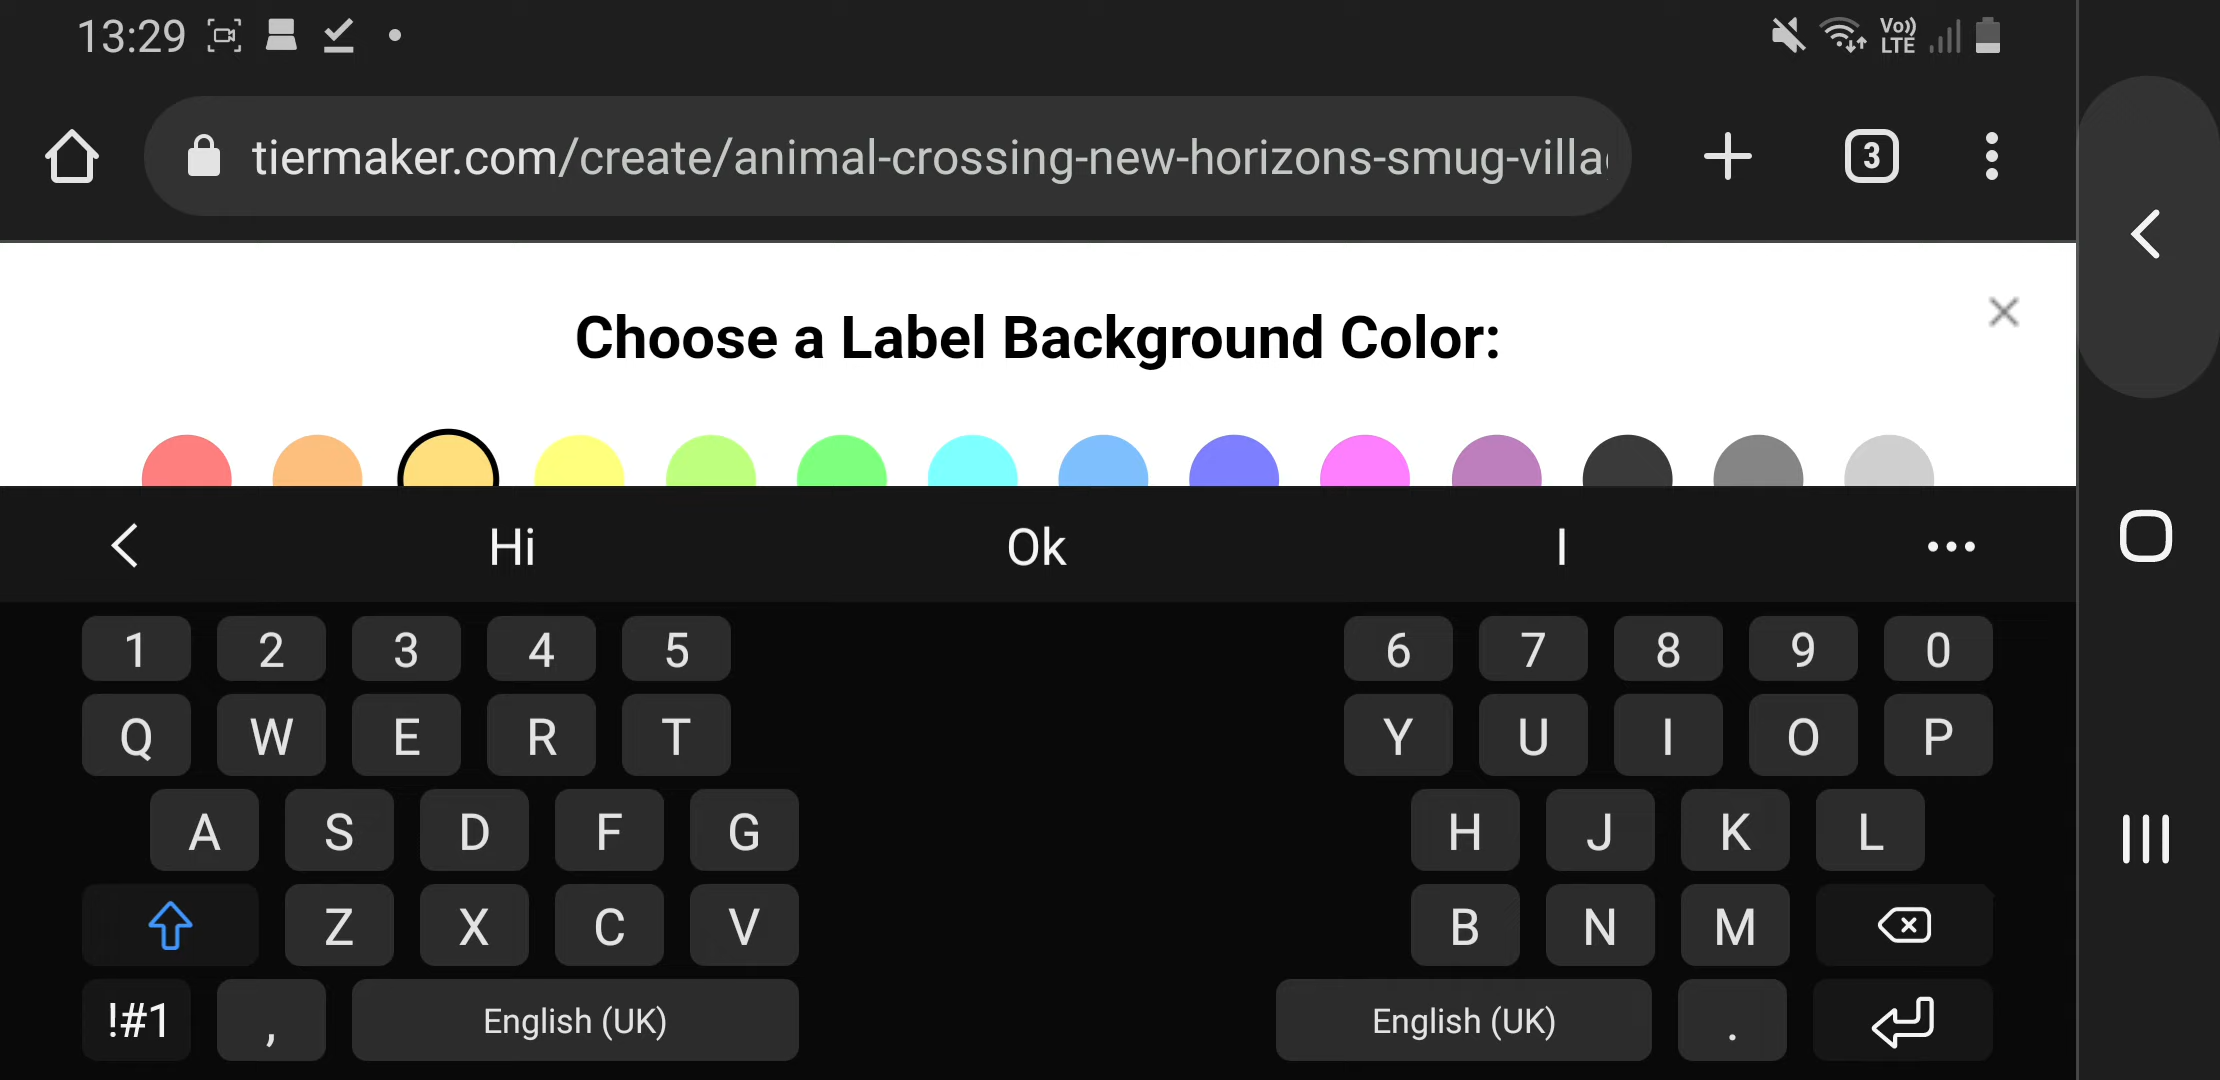 13:29
Vo))
LTE
tiermaker.com/create/animal-crossing-new-horizons-smug-villa
3
Choose a Label Background Color:
Hi Ok I
1 2 3 4 5 6 7 8 9 0
Q W E R T Y U I O P
A S D F G H J K L
Z X C V B N M
!#1 , English (UK) English (UK) .